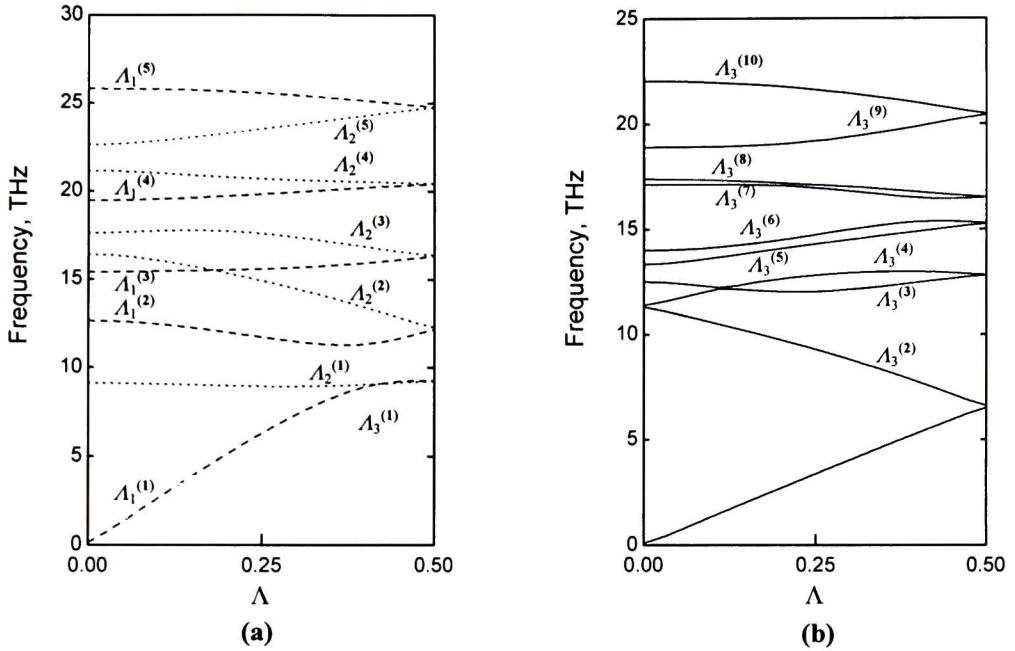 30
25
20
15
10
5
0
Frequency, THz
Λ₁⁽⁵⁾
Λ₂⁽⁵⁾
Λ₂⁽⁴⁾
Λ₁⁽⁴⁾
Λ₂⁽³⁾
Λ₁⁽³⁾
Λ₂⁽²⁾
Λ₁⁽²⁾
Λ₂⁽¹⁾
Λ₃⁽¹⁾
Λ₁⁽¹⁾
0.00 0.25 0.50
Λ
(a)
25
20
15
10
5
0
Frequency, THz
Λ₃⁽¹⁰⁾
Λ₃⁽⁹⁾
Λ₃⁽⁸⁾
Λ₃⁽⁷⁾
Λ₃⁽⁶⁾
Λ₃⁽⁵⁾
Λ₃⁽⁴⁾
Λ₃⁽³⁾
Λ₃⁽²⁾
0.00 0.25 0.50
Λ
(b)